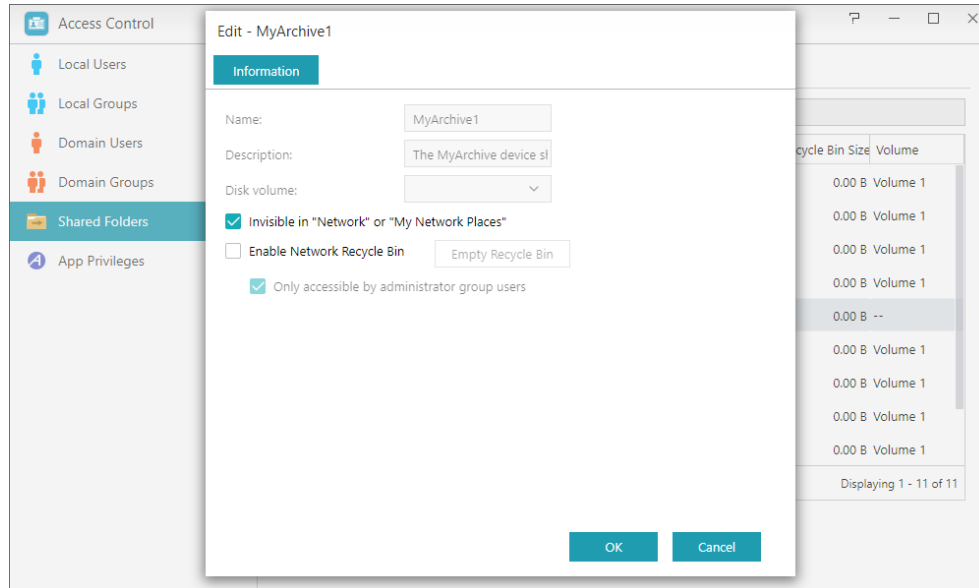 Access Control
Local Users
Local Groups
Domain Users
Domain Groups
Shared Folders
App Privileges
Edit - MyArchive1
Information
Name: MyArchive1
Description: The MyArchive device sl
Disk volume:
Invisible in "Network" or "My Network Places"
Enable Network Recycle Bin Empty Recycle Bin
Only accessible by administrator group users
OK Cancel
cycle Bin Size Volume
0.00 B Volume 1
0.00 B Volume 1
0.00 B Volume 1
0.00 B Volume 1
0.00 B --
0.00 B Volume 1
0.00 B Volume 1
0.00 B Volume 1
0.00 B Volume 1
Displaying 1 - 11 of 11